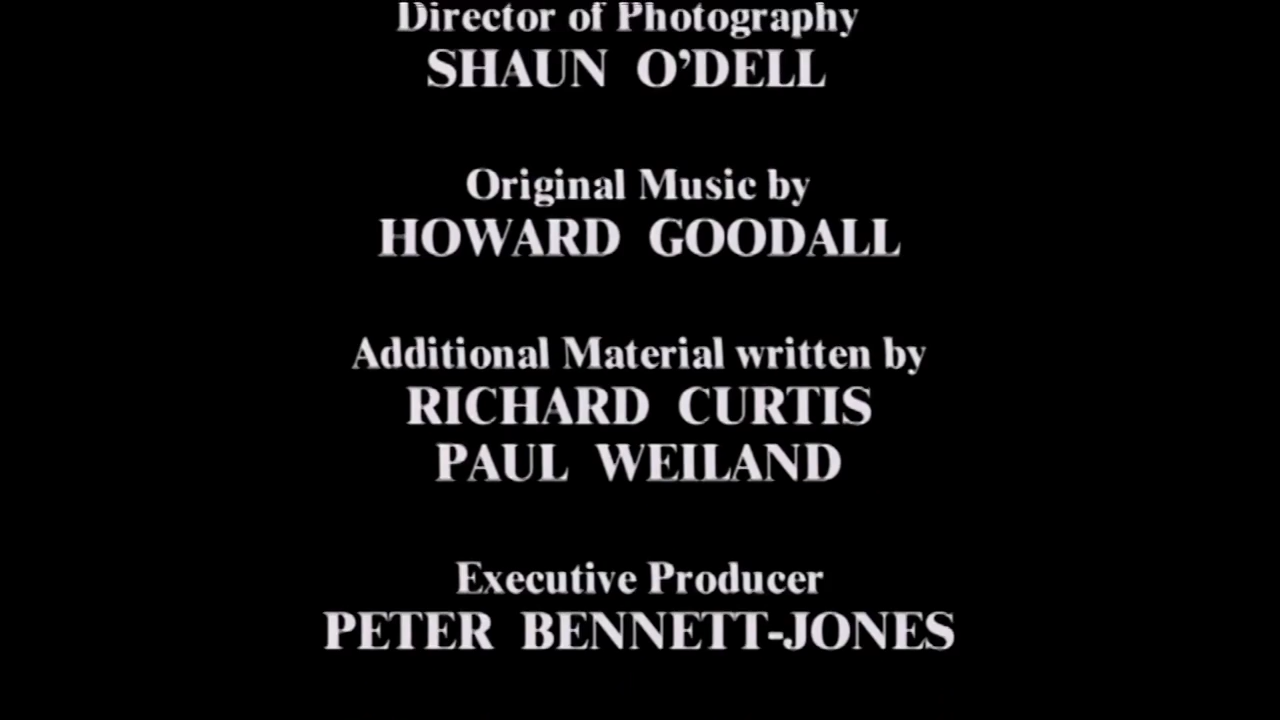 Director of Photography
SHAUN O'DELL
Original Music by
HOWARD GOODALL
Additional Material written by
RICHARD CURTIS
PAUL WEILAND
Executive Producer
PETER BENNETT-JONES